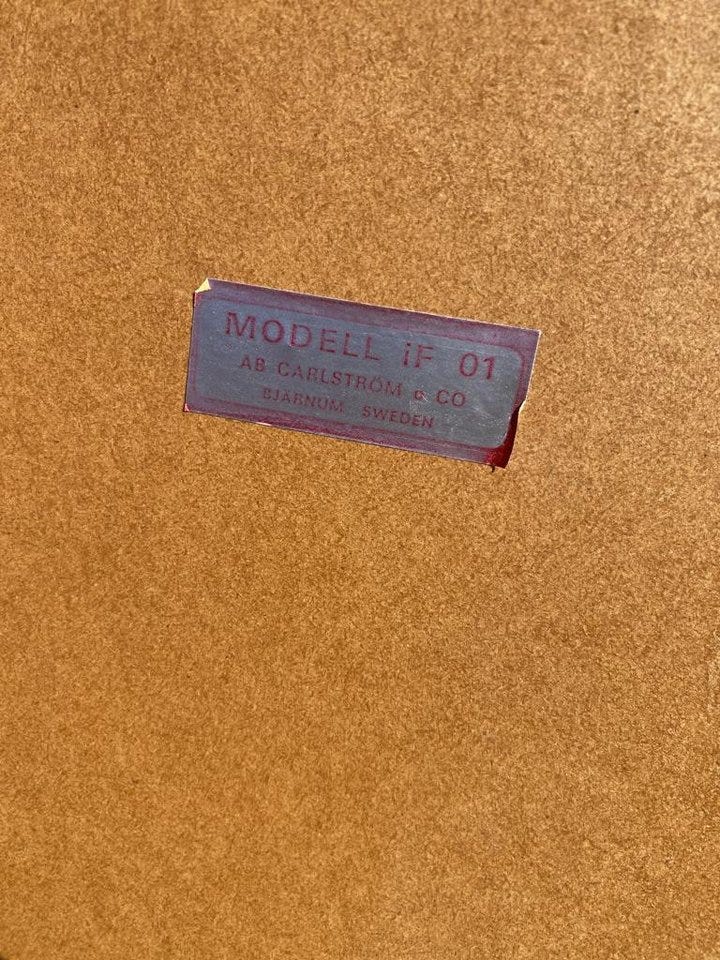 MODELL iF 01
AB CARLSTRÖM & CO
BJÄRNUM SWEDEN